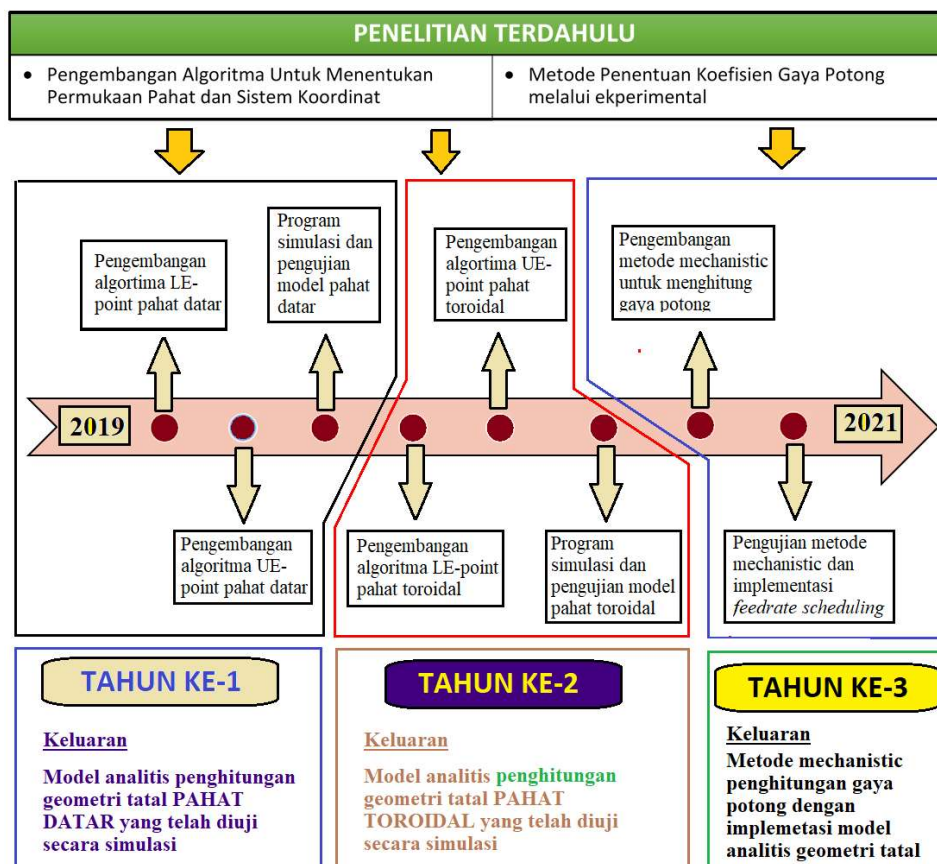 PENELITIAN TERDAHULU
• Pengembangan Algoritma Untuk Menentukan
Permukaan Pahat dan Sistem Koordinat
• Metode Penentuan Koefisien Gaya Potong
melalui ekperimental
Pengembangan
algortima LE-
point pahat datar
Program
simulasi dan
pengujian
model pahat
datar
Pengembangan
algortima UE-
point pahat
toroidal
Pengembangan
metode mechanistic
untuk menghitung
gaya potong
2019
2021
Pengembangan
algoritma UE-
point pahat datar
Pengembangan
algoritma LE-point
pahat toroidal
Program
simulasi dan
pengujian model
pahat toroidal
Pengujian metode
mechanistic dan
implementasi
feedrate scheduling
TAHUN KE-1
Keluaran
Model analitis penghitungan
geometri tatal PAHAT
DATAR yang telah diuji
secara simulasi
TAHUN KE-2
Keluaran
Model analitis penghitungan
geometri tatal PAHAT
TOROIDAL yang telah diuji
secara simulasi
TAHUN KE-3
Keluaran
Metode mechanistic
penghitungan gaya
potong dengan
implemetasi model
analitis geometri tatal